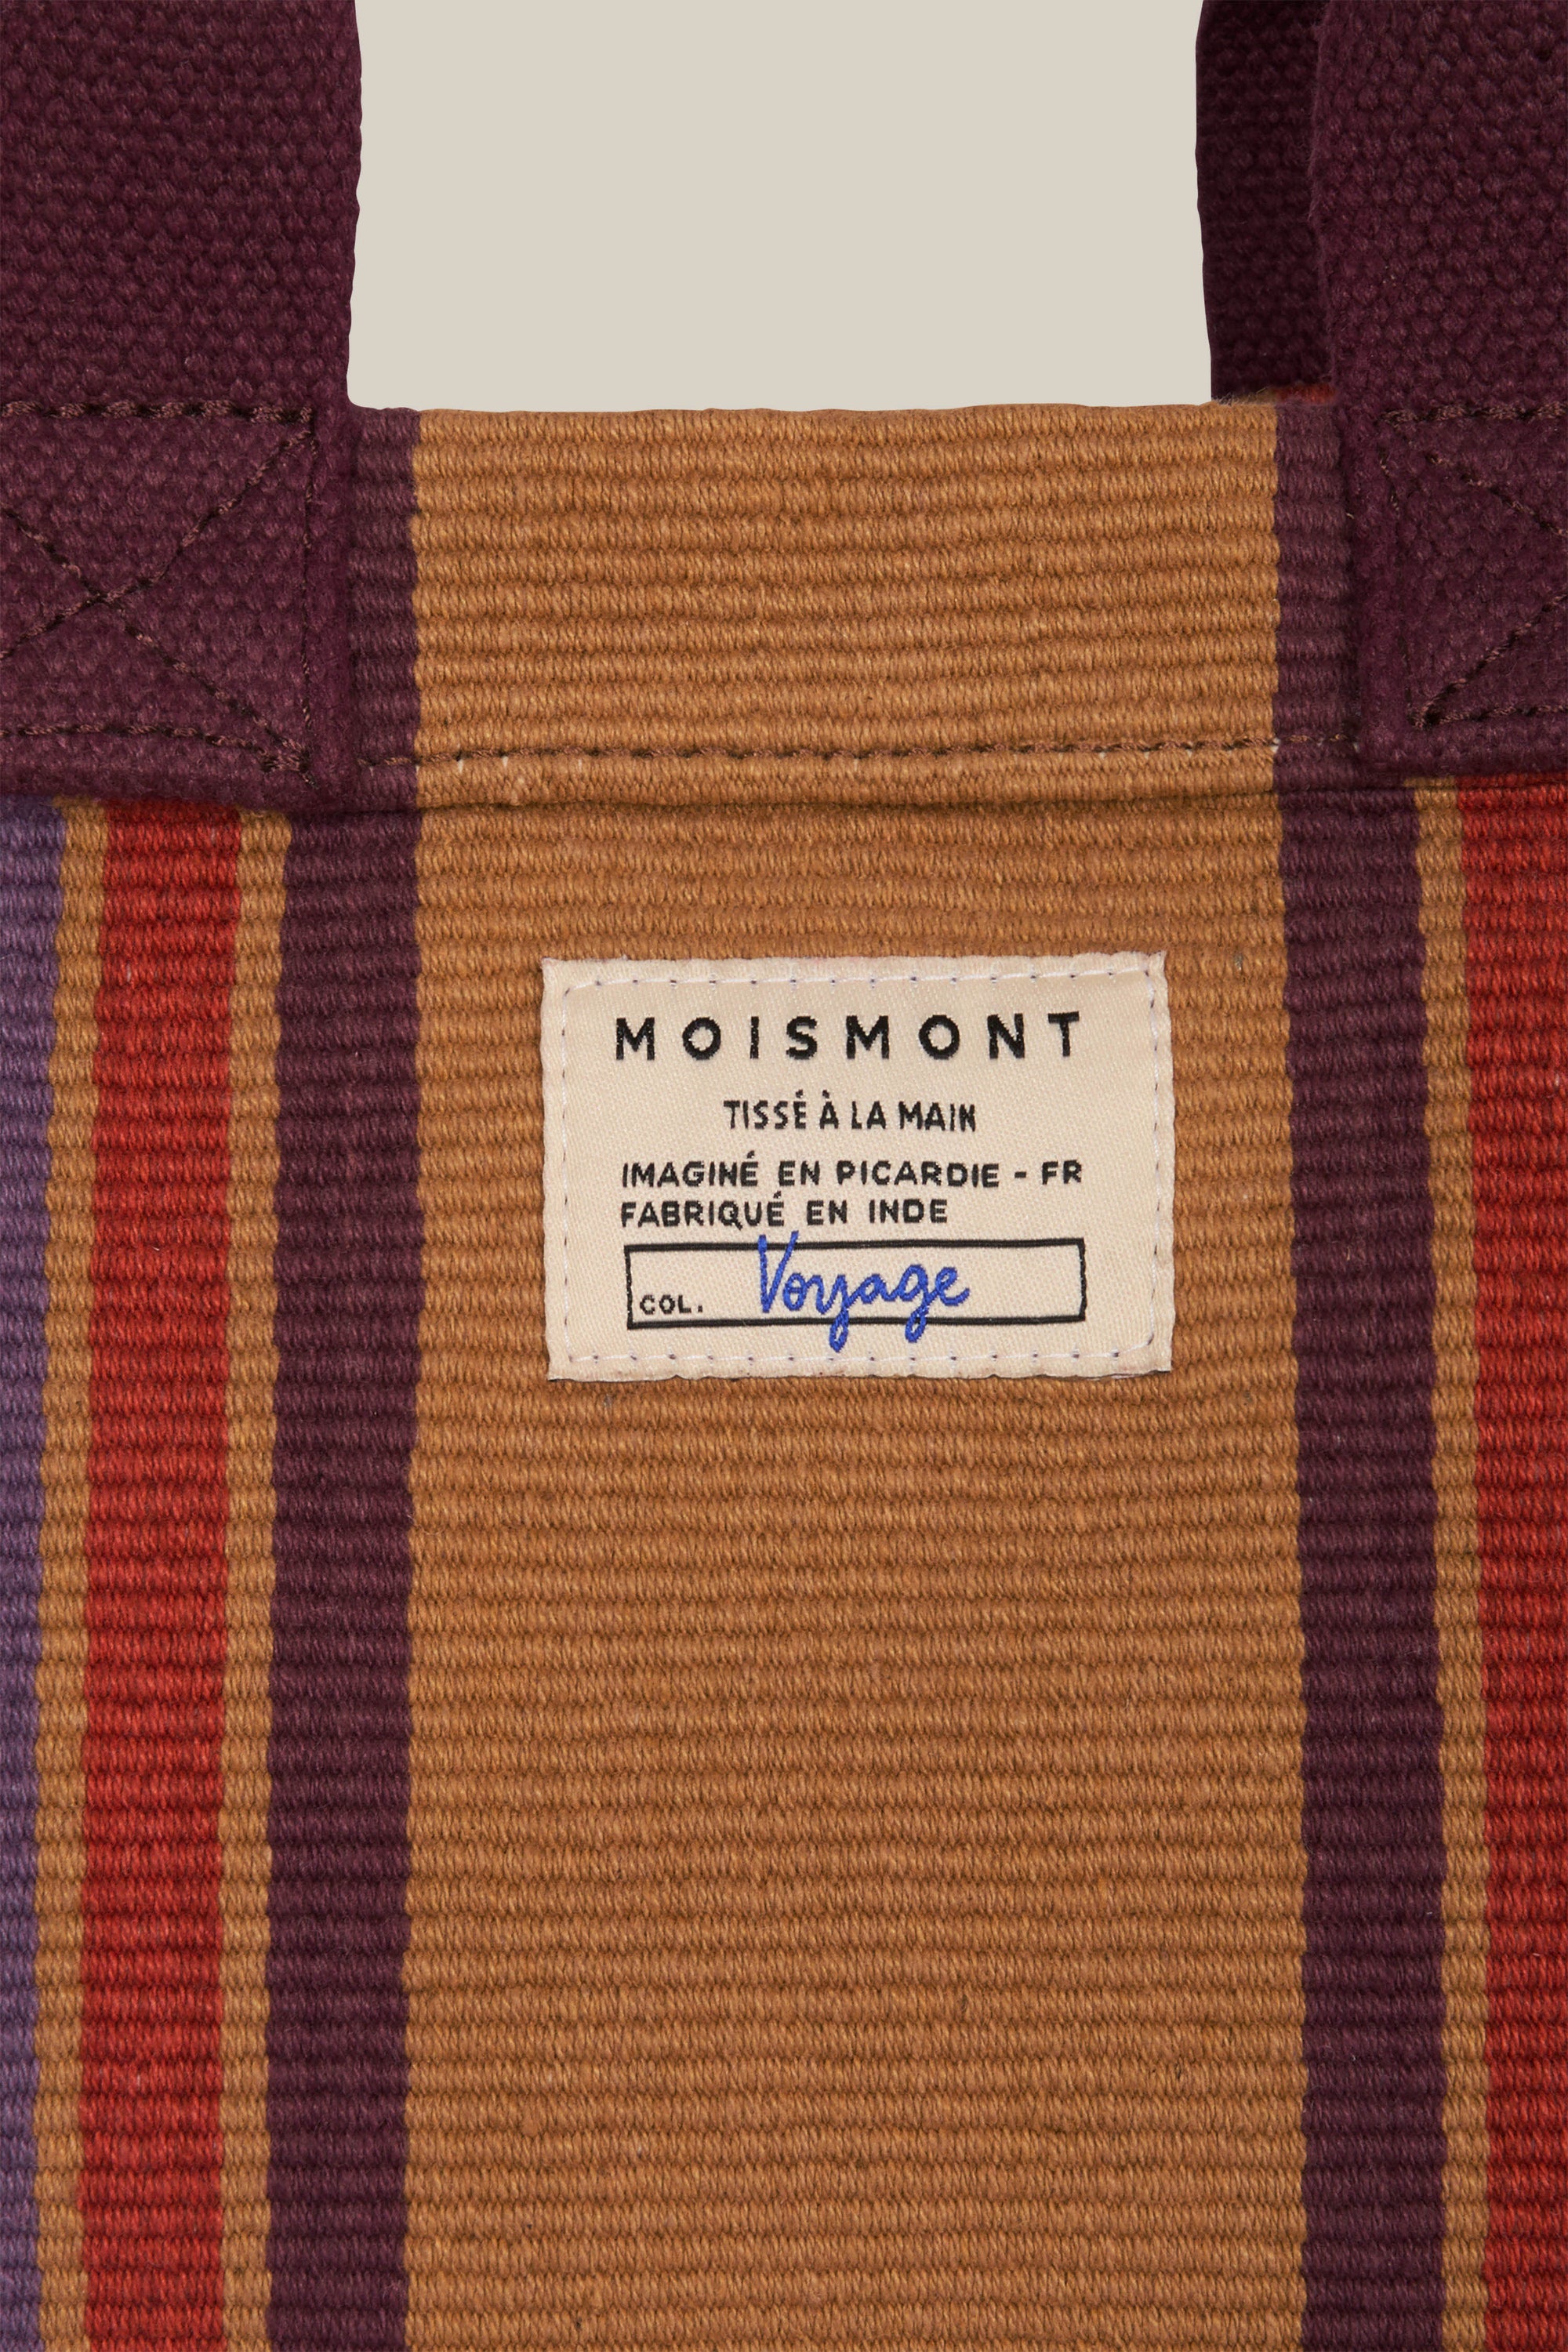 MOISMONT
TISSÉ À LA MAIN
IMAGINÉ EN PICARDIE - FR
FABRIQUÉ EN INDE
COL. Voyage